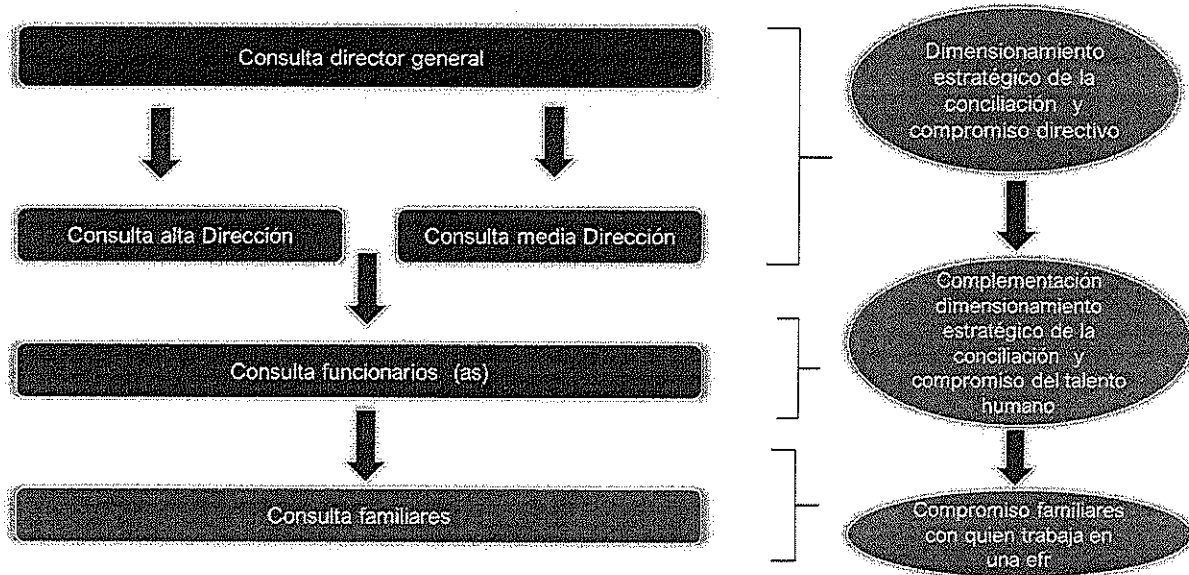 Consulta director general
Dimensionamiento
estratégico de la
conciliación y
compromiso directivo
Consulta alta Dirección
Consulta media Dirección
Complementación
dimensionamiento
estratégico de la
conciliación y
compromiso del talento
humano
Consulta funcionarios (as)
Consulta familiares
Compromiso familiares
con quien trabaja en
una efr